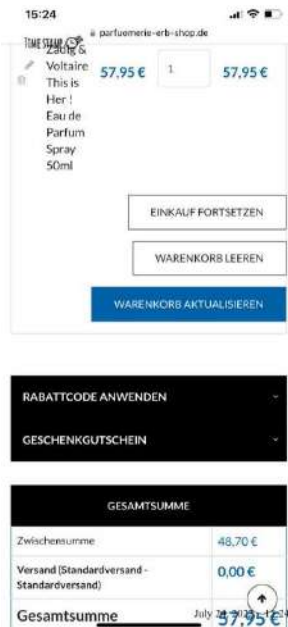 15:24
parfuemerie-erb-shop.de
TIME STAMP
Zadig &
Voltaire
This is
Her !
Eau de
Parfum
Spray
50ml
57,95 € 1 57,95 €
EINKAUF FORTSETZEN
WARENKORB LEEREN
WARENKORB AKTUALISIEREN
RABATTCODE ANWENDEN
GESCHENKGUTSCHEIN
GESAMTSUMME
Zwischensumme 48,70 €
Versand (Standardversand - 0,00 €
Standardversand)
Gesamtsumme 57,95 €
July